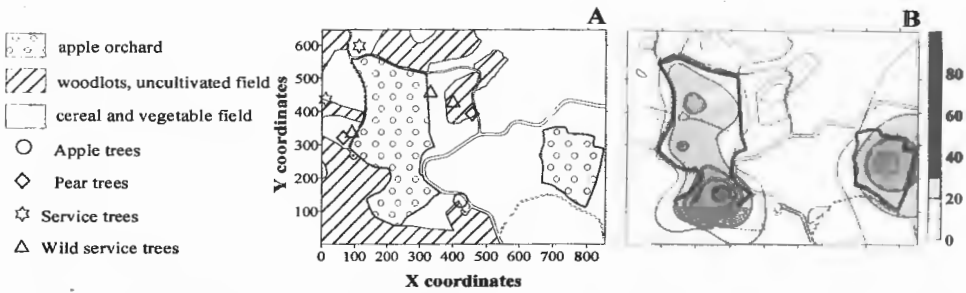 apple orchard
woodlots, uncultivated field
cereal and vegetable field
Apple trees
Pear trees
Service trees
Wild service trees
A
Y coordinates
600
500
400
300
200
100
0 100 200 300 400 500 600 700 800
X coordinates
B
80
60
40
20
0